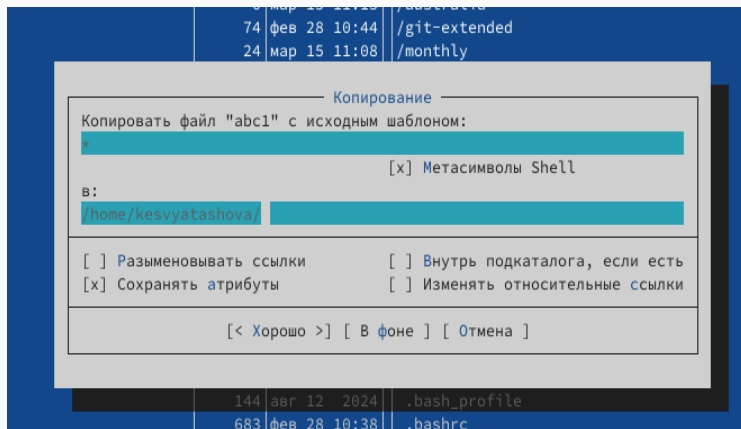 74 фев 28 10:44 /git-extended
24 мар 15 11:08 /monthly
Копирование
Копировать файл "abc1" с исходным шаблоном:
*
[x] Метасимволы Shell
в:
/home/kesvyatashova/
[ ] Разыменовывать ссылки [ ] Внутрь подкаталога, если есть
[x] Сохранять атрибуты [ ] Изменять относительные ссылки
[< Хорошо >] [ В фоне ] [ Отмена ]
144 авг 12 2024 .bash_profile
683 фев 28 10:38 .bashrc